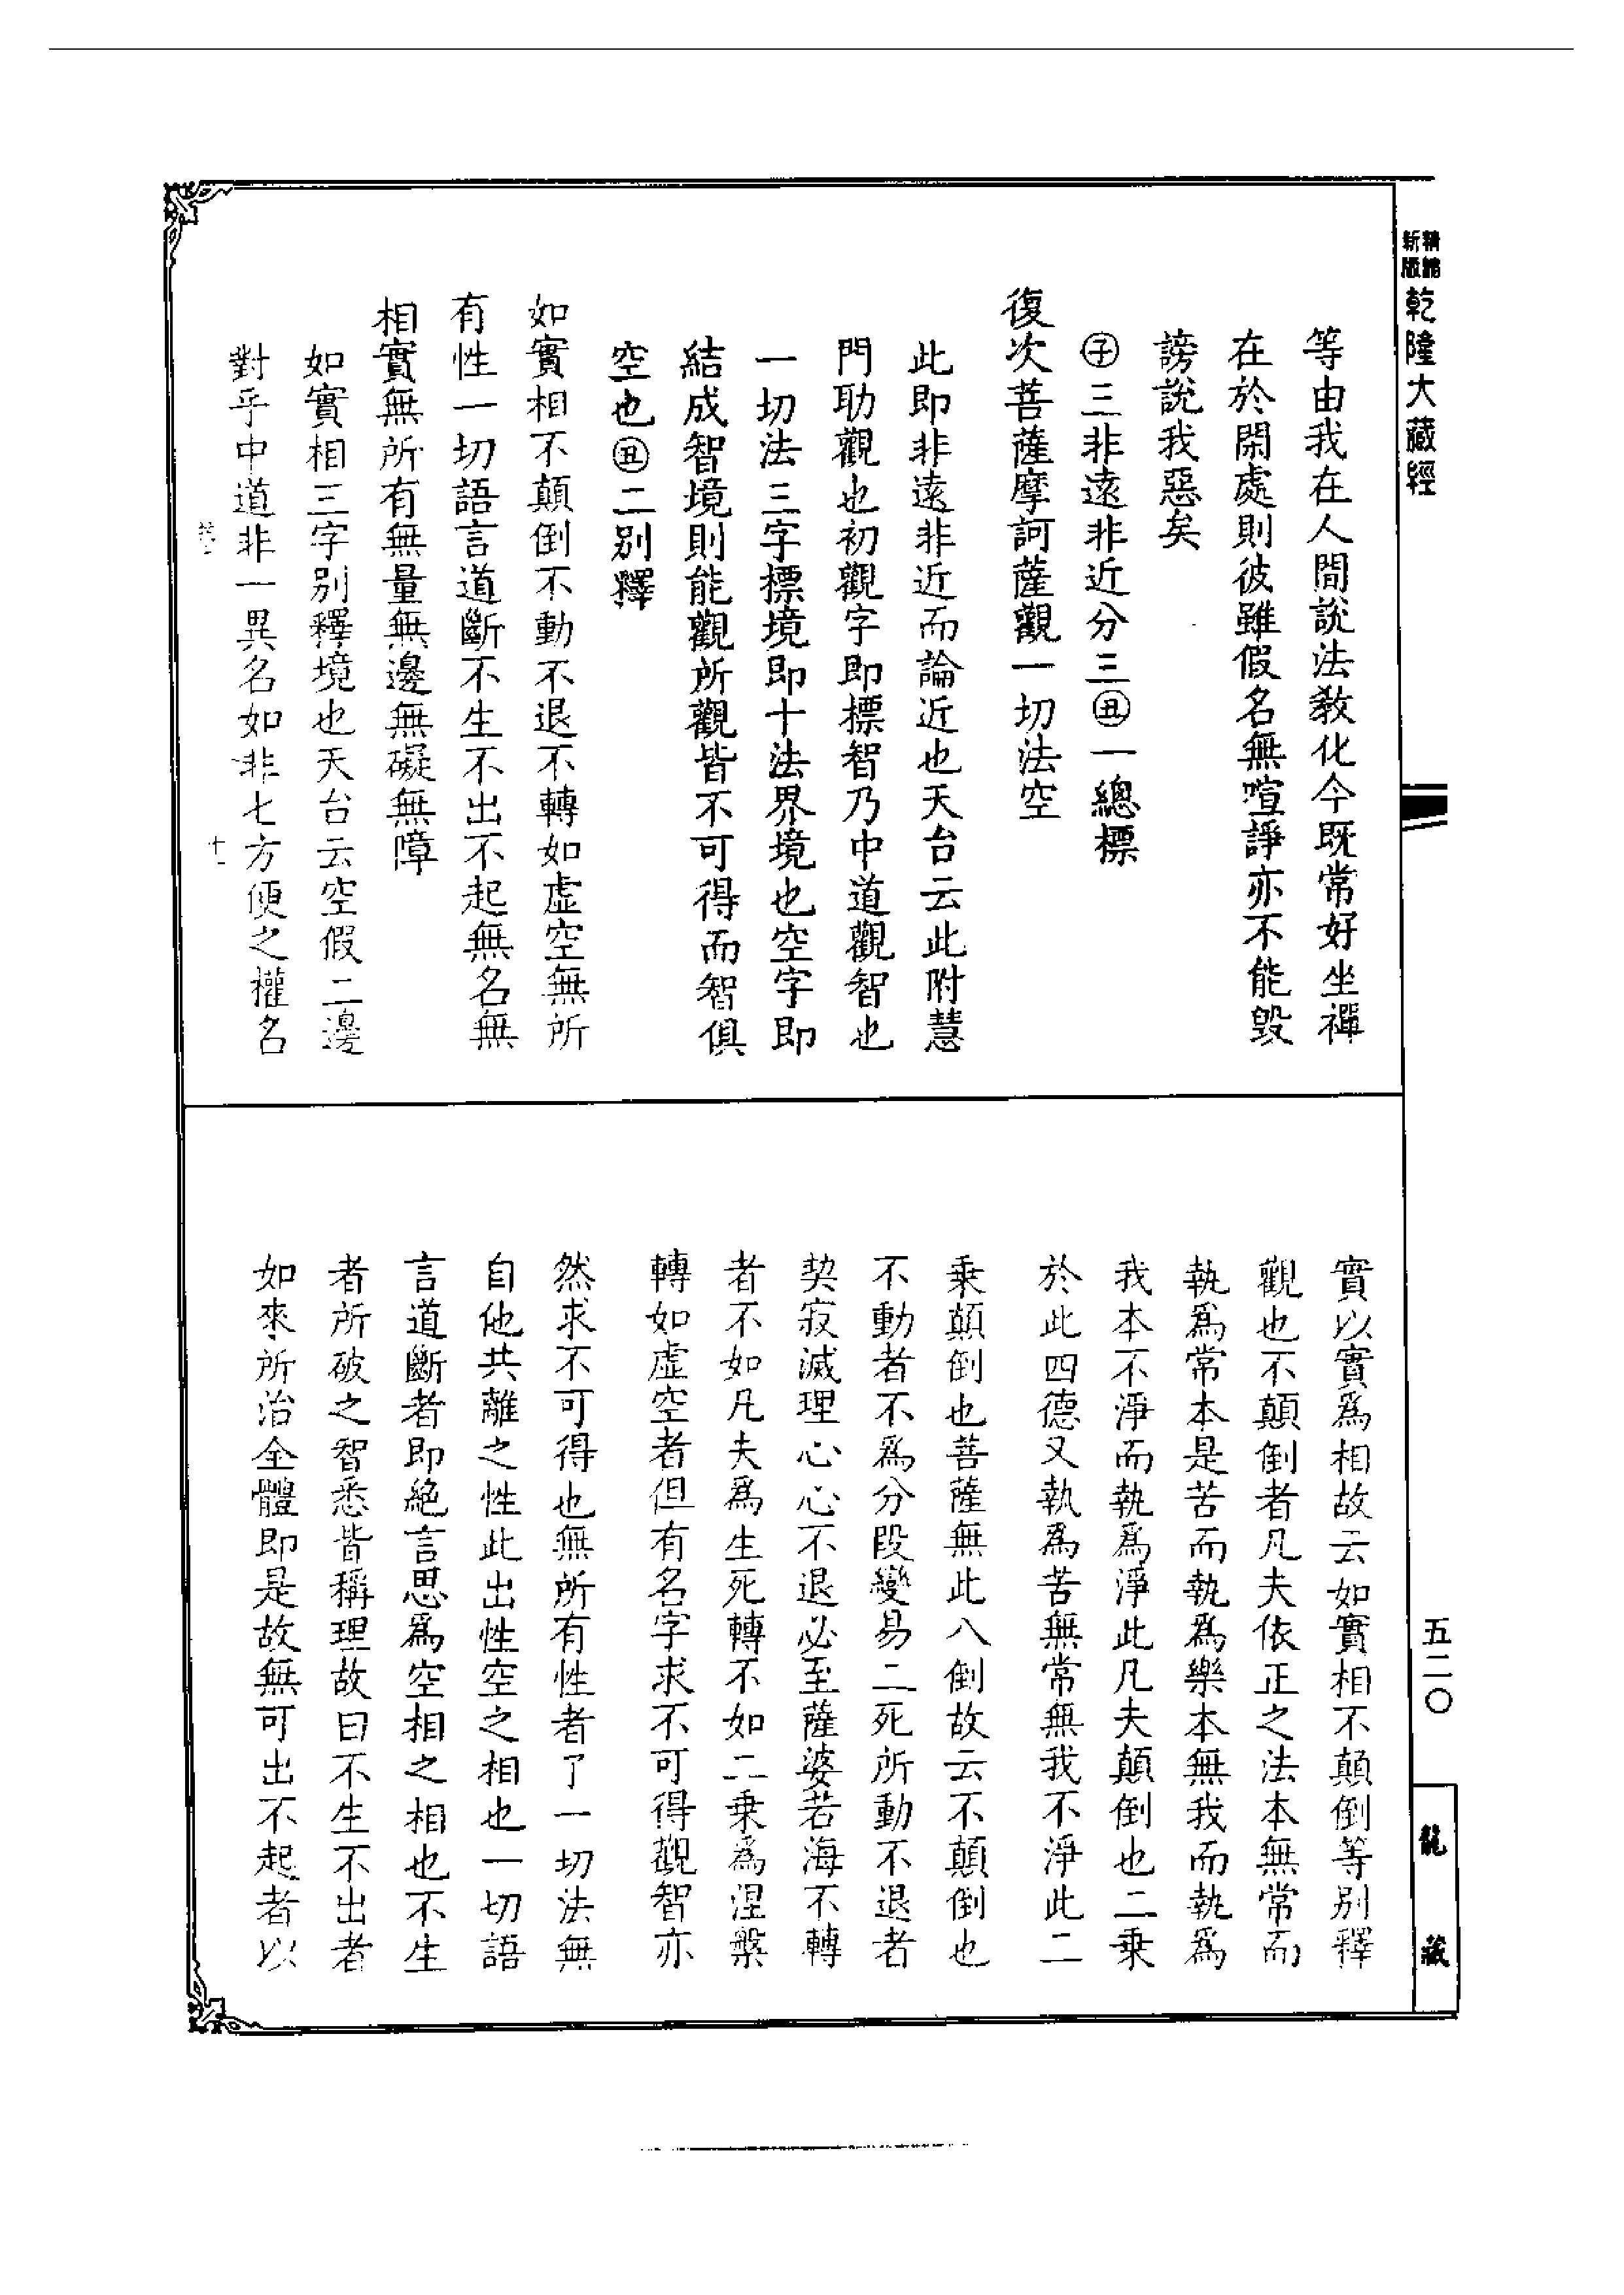 精縮
新版
乾隆大藏經
等由我在人間說法教化今既常好坐禪
在於閑處則彼雖假名無喧諍亦不能毀
謗說我惡矣
㊛三非遠非近分三㊄一總標
復次菩薩摩訶薩觀一切法空
此即非遠非近而論近也天台云此附慧
門助觀也初觀字即標智乃中道觀智也
一切法三字標境即十法界境也空字即
結成智境則能觀所觀皆不可得而智俱
空也㊄二別釋
如實相不顛倒不動不退不轉如虛空無所
有性一切語言道斷不生不出不起無名無
相實無所有無量無邊無礙無障
如實相三字別釋境也天台云空假二邊
對乎中道非一異名如非七方便之權名
十一
實以實為相故云如實相不顛倒等別釋
觀也不顛倒者凡夫依正之法本無常而
執為常本是苦而執為樂本無我而執為
我本不淨而執為淨此凡夫顛倒也二乘
於此四德又執為苦無常無我不淨此二
乘顛倒也菩薩無此八倒故云不顛倒也
不動者不為分段變易二死所動不退者
契寂滅理心心不退必至薩婆若海不轉
者不如凡夫為生死轉不如二乘為涅槃
轉如虛空者但有名字求不可得觀智亦
然求不可得也無所有性者了一切法無
自他共離之性此出性空之相也一切語
言道斷者即絕言思為空相之相也不生
者所破之智悉皆稱理故曰不生不出者
如來所治全體即是故無可出不起者以
五二〇
龍藏